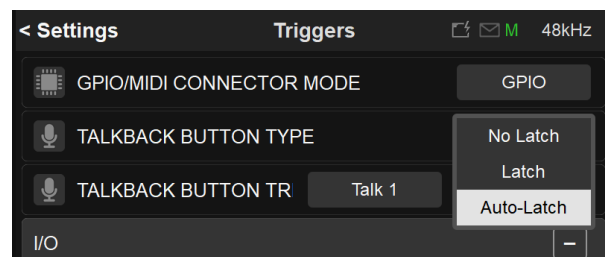 < Settings Triggers M 48kHz
GPIO/MIDI CONNECTOR MODE GPIO
TALKBACK BUTTON TYPE No Latch
Latch
TALKBACK BUTTON TRI Talk 1 Auto-Latch
I/O −